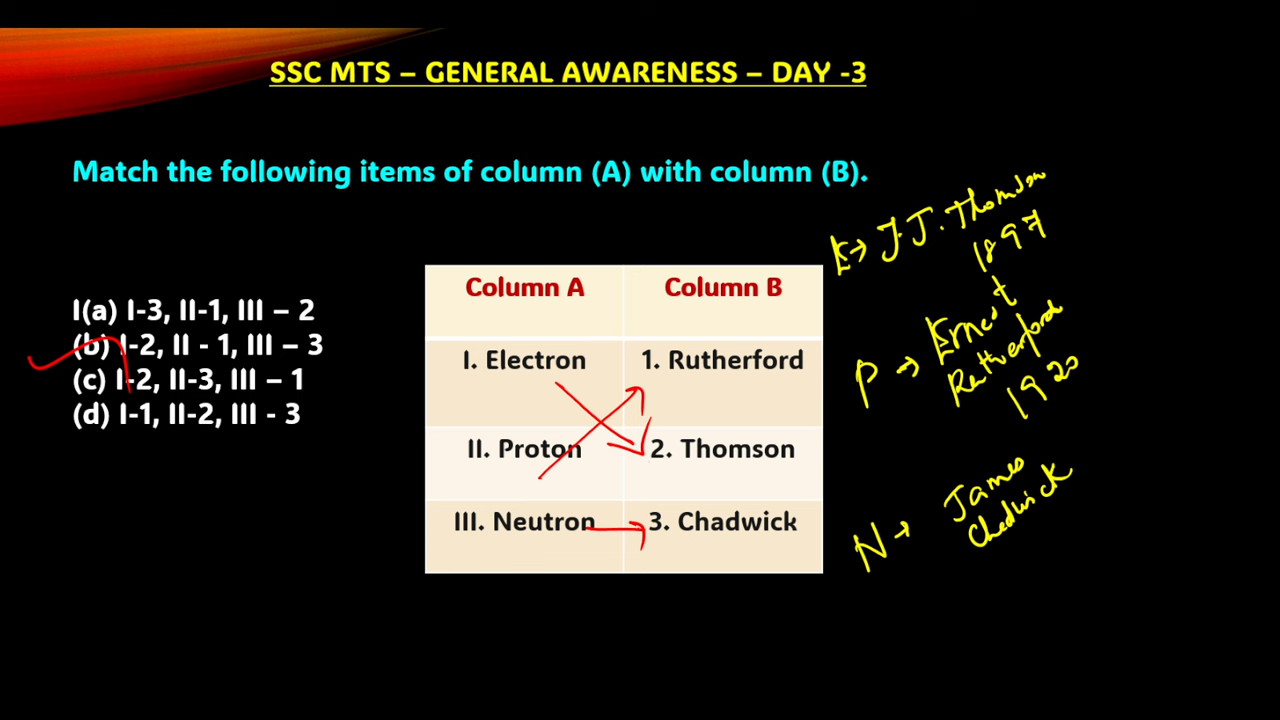 SSC MTS – GENERAL AWARENESS – DAY -3
Match the following items of column (A) with column (B).
I(a) I-3, II-1, III – 2
(b) I-2, II - 1, III – 3
(c) I-2, II-3, III – 1
(d) I-1, II-2, III - 3
Column A Column B
I. Electron 1. Rutherford
II. Proton 2. Thomson
III. Neutron 3. Chadwick
E→ J.J. Thomson
1897
P → Ernest
Rutherford
1920
N → James
Chedwick